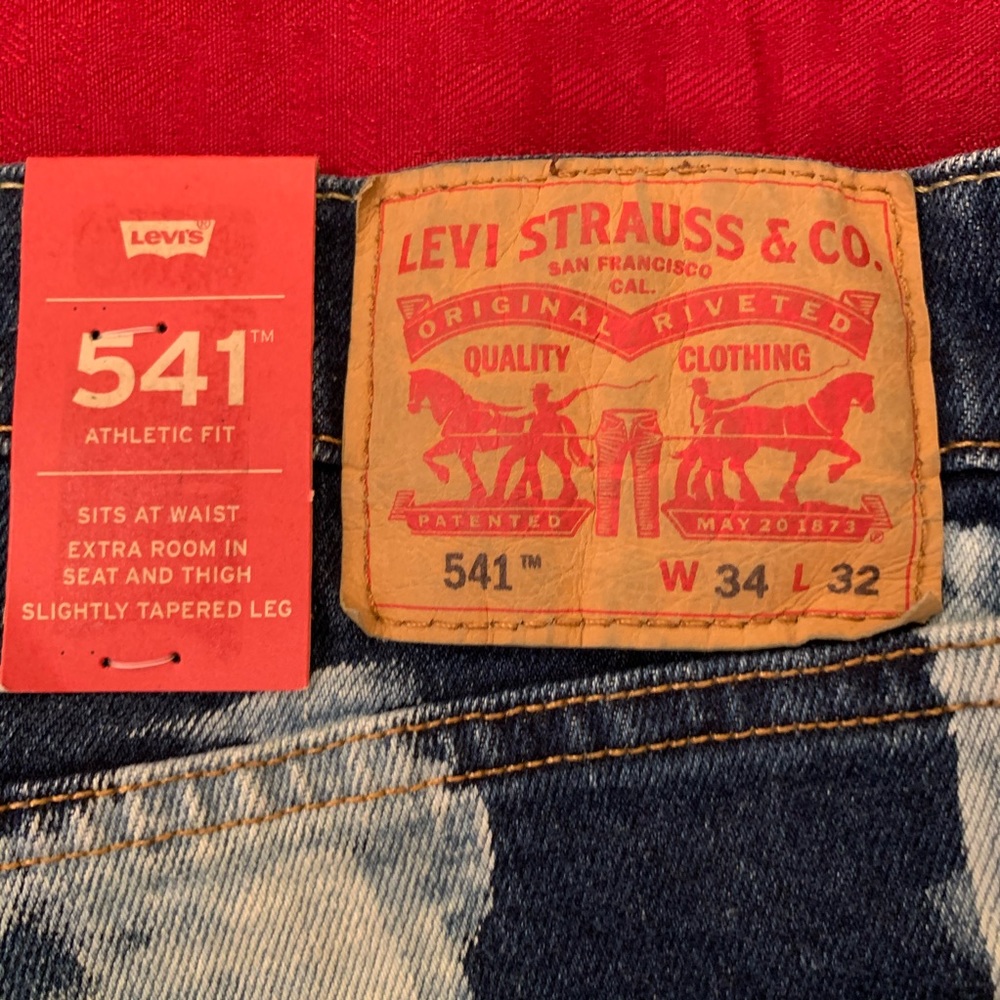 LEVI'S ®
541™
ATHLETIC FIT
SITS AT WAIST
EXTRA ROOM IN
SEAT AND THIGH
SLIGHTLY TAPERED LEG
LEVI STRAUSS & CO.
SAN FRANCISCO
CAL.
ORIGINAL RIVETED
QUALITY CLOTHING
PATENTED MAY 20 1873 ®
541™ W 34 L 32